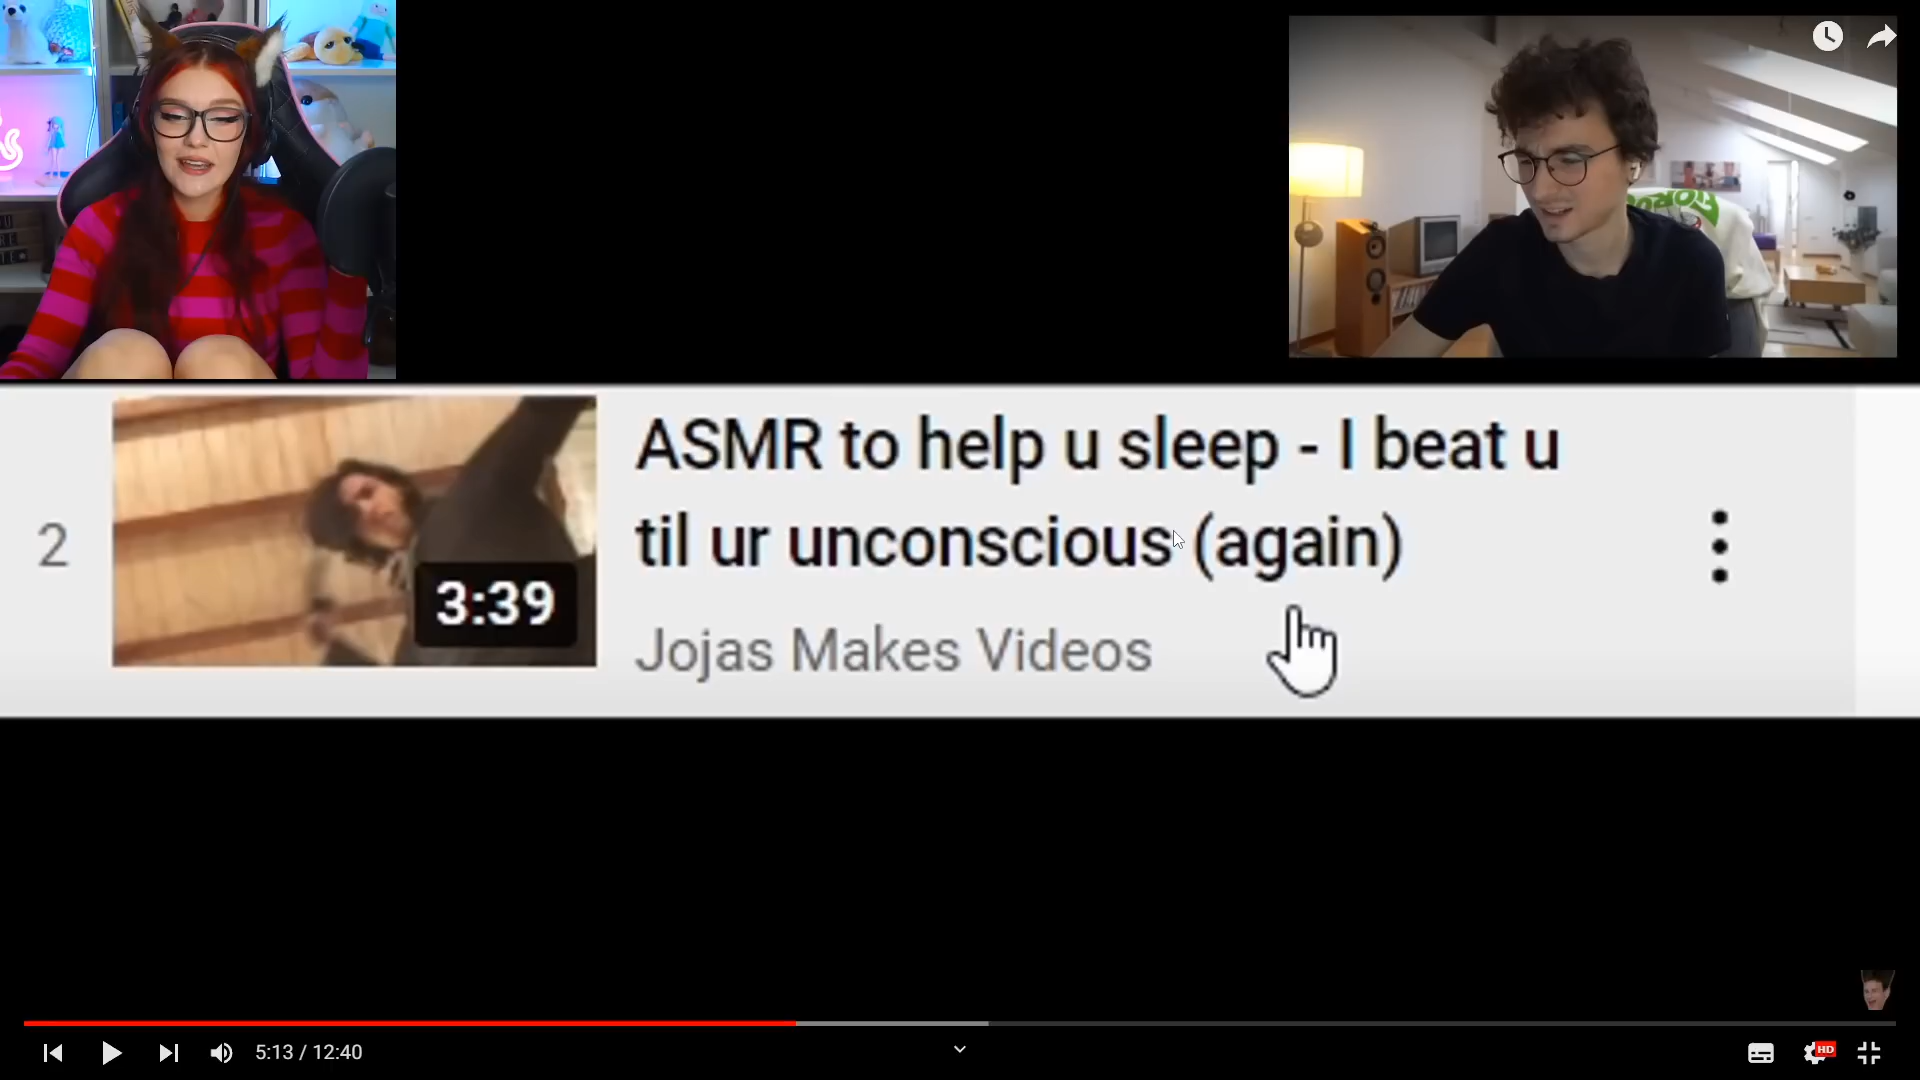 ASMR to help u sleep - I beat u
2
til ur unconscious (again)
3:39
Jojas Makes Videos
5:13 / 12:40
HD